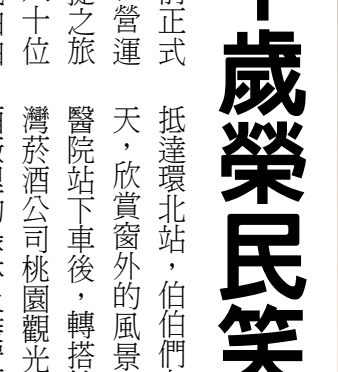 歲榮民笑
正式
營運
捷之旅
十位
抵達環北站，伯伯們
天，欣賞窗外的風景
醫院站下車後，轉搭
灣菸酒公司桃園觀光